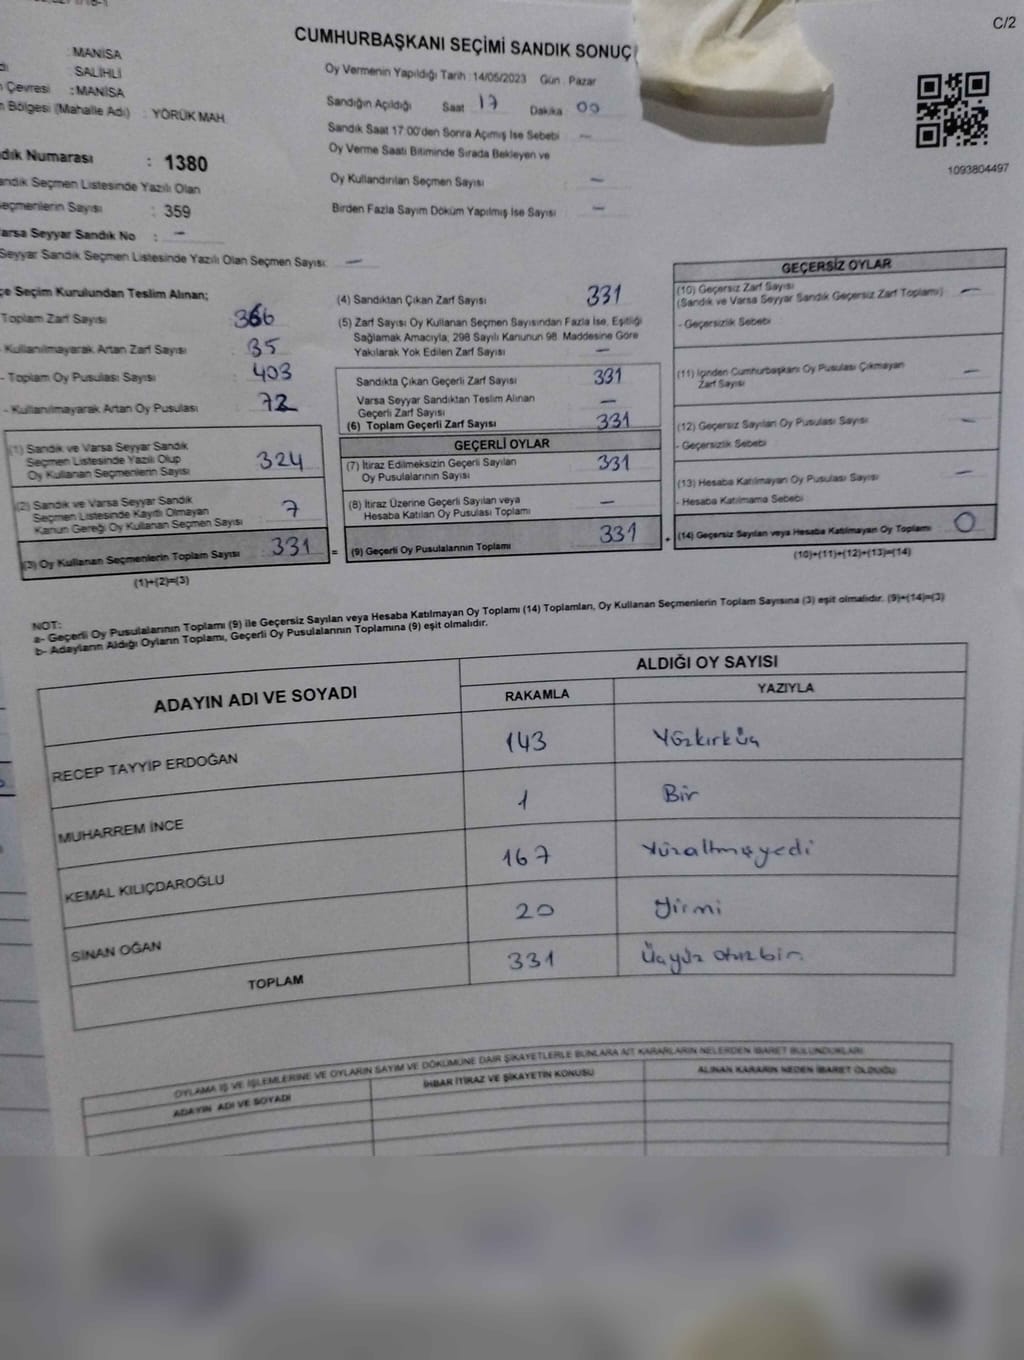 C/2
CUMHURBAŞKANI SEÇİMİ SANDIK SONUÇ
: MANİSA
: SALİHLİ
Çevresi : MANİSA
Bölgesi (Mahalle Adı) : YÖRÜK MAH.
Oy Vermenin Yapıldığı Tarih : 14/05/2023 Gün : Pazar
Sandığın Açıldığı Saat 17 Dakika 00
Sandık Saat 17:00'den Sonra Açımış İse Sebebi –
Oy Verme Saati Bitiminde Sırada Bekleyen ve
Oy Kullandırılan Seçmen Sayısı –
Birden Fazla Sayım Döküm Yapılmış İse Sayısı –
1093804497
Numarası : 1380
Seçmen Listesinde Yazılı Olan
Seçmenlerin Sayısı : 359
Varsa Seyyar Sandık No : –
Seyyar Sandık Seçmen Listesinde Yazılı Olan Seçmen Sayısı: –
Seçim Kurulundan Teslim Alınan;
Toplam Zarf Sayısı : 366
- Kullanılmayarak Artan Zarf Sayısı : 35
- Toplam Oy Pusulası Sayısı : 403
- Kullanılmayarak Artan Oy Pusulası : 72
(1) Sandık ve Varsa Seyyar Sandık
Seçmen Listesinde Yazılı Olup
Oy Kullanan Seçmenlerin Sayısı 324
(2) Sandık ve Varsa Seyyar Sandık
Seçmen Listesinde Kayıtlı Olmayan
Kanun Gereği Oy Kullanan Seçmen Sayısı 7
(3) Oy Kullanan Seçmenlerin Toplam Sayısı 331 =
(1)+(2)=(3)
(4) Sandıktan Çıkan Zarf Sayısı 331
(5) Zarf Sayısı Oy Kullanan Seçmen Sayısından Fazla İse, Eşitliği
Sağlamak Amacıyla; 298 Sayılı Kanunun 98. Maddesine Göre
Yakılarak Yok Edilen Zarf Sayısı –
Sandıkta Çıkan Geçerli Zarf Sayısı 331
Varsa Seyyar Sandıktan Teslim Alınan
Geçerli Zarf Sayısı –
(6) Toplam Geçerli Zarf Sayısı 331
GEÇERLİ OYLAR
(7) İtiraz Edilmeksizin Geçerli Sayılan
Oy Pusulalarının Sayısı 331
(8) İtiraz Üzerine Geçerli Sayılan veya
Hesaba Katılan Oy Pusulası Toplamı –
(9) Geçerli Oy Pusulalarının Toplamı 331 +
GEÇERSİZ OYLAR
(10) Geçersiz Zarf Sayısı
(Sandık ve Varsa Seyyar Sandık Geçersiz Zarf Toplamı) –
- Geçersizlik Sebebi
(11) İçinden Cumhurbaşkanı Oy Pusulası Çıkmayan
Zarf Sayısı –
(12) Geçersiz Sayılan Oy Pusulası Sayısı –
- Geçersizlik Sebebi
(13) Hesaba Katılmayan Oy Pusulası Sayısı –
- Hesaba Katılmama Sebebi
(14) Geçersiz Sayılan veya Hesaba Katılmayan Oy Toplamı 0
(10)+(11)+(12)+(13)=(14)
NOT:
a- Geçerli Oy Pusulalarının Toplamı (9) ile Geçersiz Sayılan veya Hesaba Katılmayan Oy Toplamı (14) Toplamları, Oy Kullanan Seçmenlerin Toplam Sayısına (3) eşit olmalıdır. (9)+(14)=(3)
b- Adayların Aldığı Oyların Toplamı, Geçerli Oy Pusulalarının Toplamına (9) eşit olmalıdır.
ADAYIN ADI VE SOYADI
ALDIĞI OY SAYISI
RAKAMLA YAZIYLA
RECEP TAYYİP ERDOĞAN 143 Yüzkırküç
MUHARREM İNCE 1 Bir
KEMAL KILIÇDAROĞLU 167 Yüzaltmışyedi
SİNAN OĞAN 20 Yirmi
TOPLAM 331 Üçyüz otuzbir
OYLAMA İŞ VE İŞLEMLERİNE VE OYLARIN SAYIM VE DÖKÜMÜNE DAİR ŞİKAYETLERLE BUNLARA AİT KARARLARIN NELERDEN İBARET BULUNDUKLARI
ADAYIN ADI VE SOYADI İHBAR İTİRAZ VE ŞİKAYETİN KONUSU ALINAN KARARIN NEDEN İBARET OLDUĞU